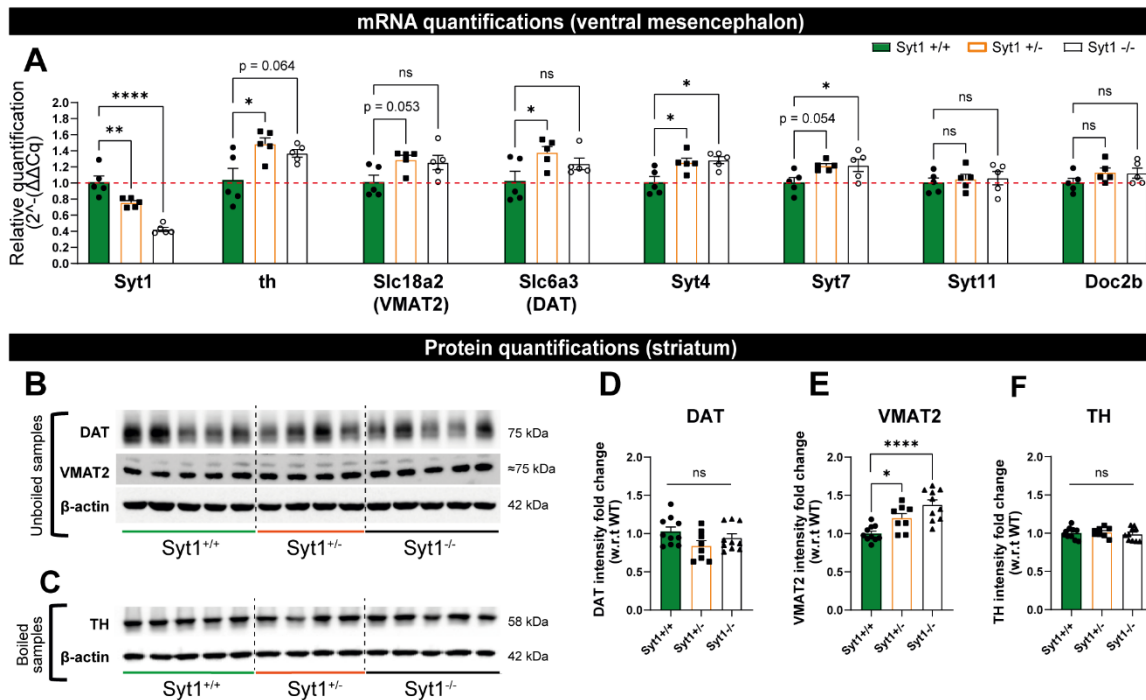 mRNA quantifications (ventral mesencephalon)
Syt1 +/+ Syt1 +/- Syt1 -/-
A
Relative quantification
(2^-(ΔΔCq)
2.0
1.8
1.6
1.4
1.2
1.0
0.8
0.6
0.4
0.2
0.0
**** ** p = 0.064 * ns p = 0.053 ns * * * * p = 0.054 ns ns ns ns
Syt1 th Slc18a2 Slc6a3 Syt4 Syt7 Syt11 Doc2b
(VMAT2) (DAT)
Protein quantifications (striatum)
B
Unboiled samples
DAT 75 kDa
VMAT2 ≈75 kDa
β-actin 42 kDa
Syt1+/+ Syt1+/- Syt1-/-
C
Boiled
samples
TH 58 kDa
β-actin 42 kDa
Syt1+/+ Syt1+/- Syt1-/-
D
DAT
DAT intensity fold change
(w.r.t WT)
2.0
1.5
1.0
0.5
0.0
ns
Syt1+/+ Syt1+/- Syt1-/-
E
VMAT2
VMAT2 intensity fold change
(w.r.t WT)
2.0
1.5
1.0
0.5
0.0
****
*
Syt1+/+ Syt1+/- Syt1-/-
F
TH
TH intensity fold change
(w.r.t WT)
2.0
1.5
1.0
0.5
0.0
ns
Syt1+/+ Syt1+/- Syt1-/-